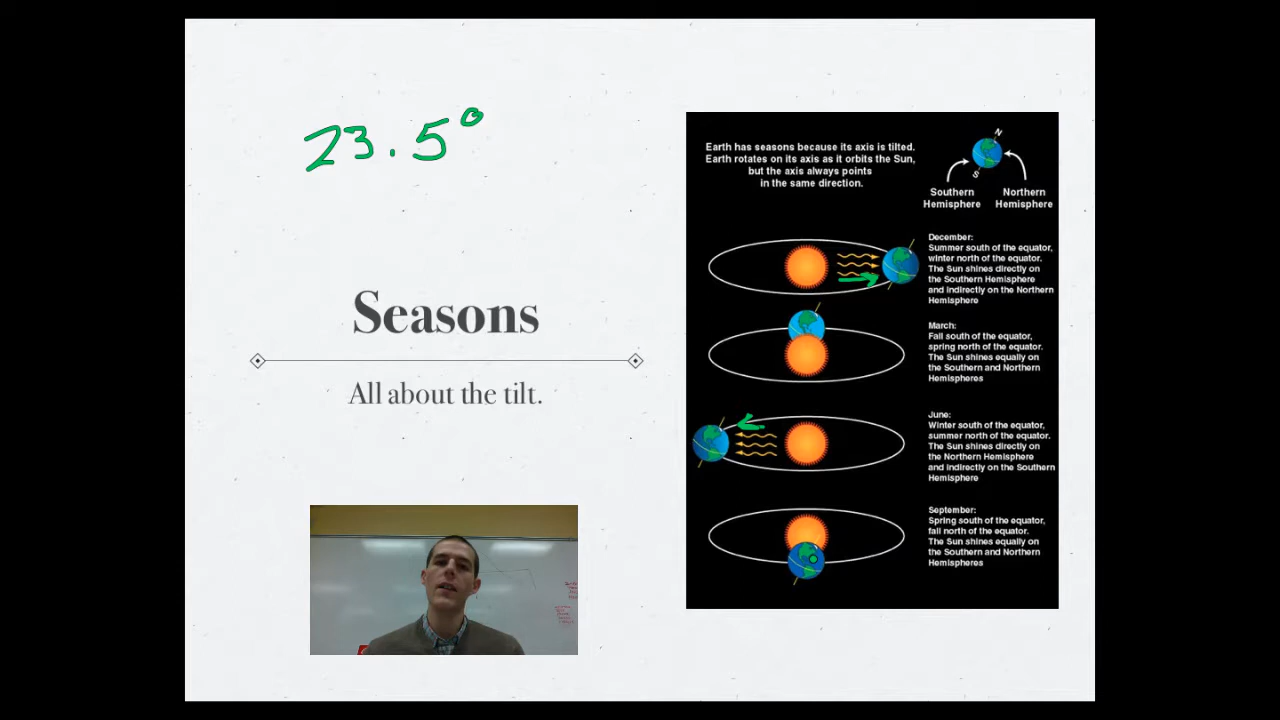 23.5°
Seasons
All about the tilt.
Earth has seasons because its axis is tilted.
Earth rotates on its axis as it orbits the Sun,
but the axis always points
in the same direction.
N
S
Southern
Hemisphere
Northern
Hemisphere
December:
Summer south of the equator,
winter north of the equator.
The Sun shines directly on
the Southern Hemisphere
and indirectly on the Northern
Hemisphere
March:
Fall south of the equator,
spring north of the equator.
The Sun shines equally on
the Southern and Northern
Hemispheres
June:
Winter south of the equator,
summer north of the equator.
The Sun shines directly on
the Northern Hemisphere
and indirectly on the Southern
Hemisphere
September:
Spring south of the equator,
fall north of the equator.
The Sun shines equally on
the Southern and Northern
Hemispheres